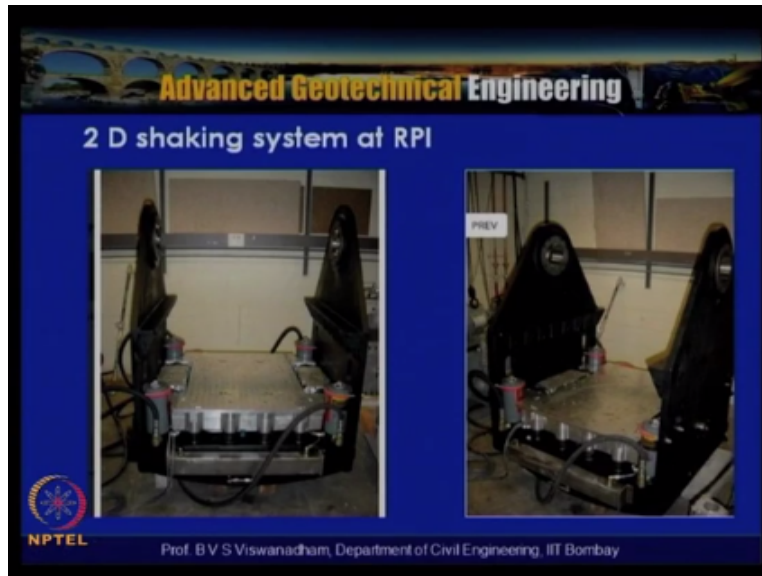 Advanced Geotechnical Engineering
2 D shaking system at RPI
PREV
NPTEL
Prof. B V S Viswanadham, Department of Civil Engineering, IIT Bombay